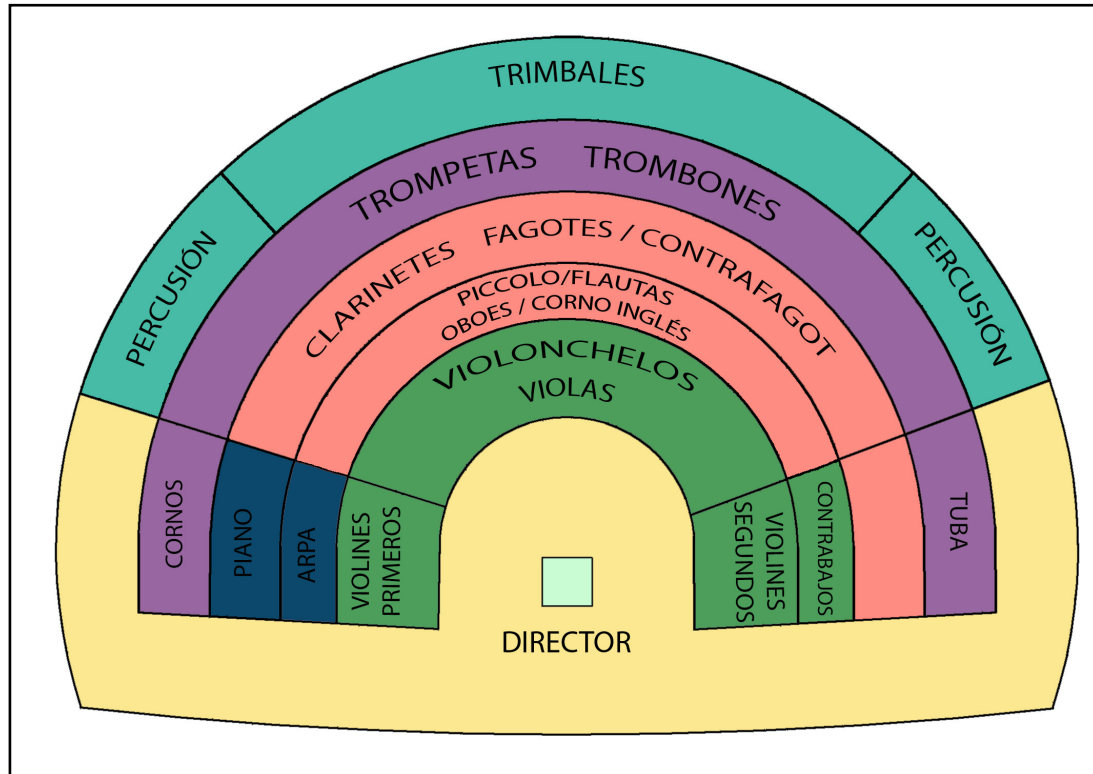 TRIMBALES
PERCUSIÓN
TROMPETAS TROMBONES
PERCUSIÓN
CLARINETES FAGOTES / CONTRAFAGOT
PICCOLO/FLAUTAS
OBOES / CORNO INGLÉS
VIOLONCHELOS
VIOLAS
CORNOS
PIANO
ARPA
VIOLINES
PRIMEROS
VIOLINES
SEGUNDOS
CONTRABAJOS
TUBA
DIRECTOR